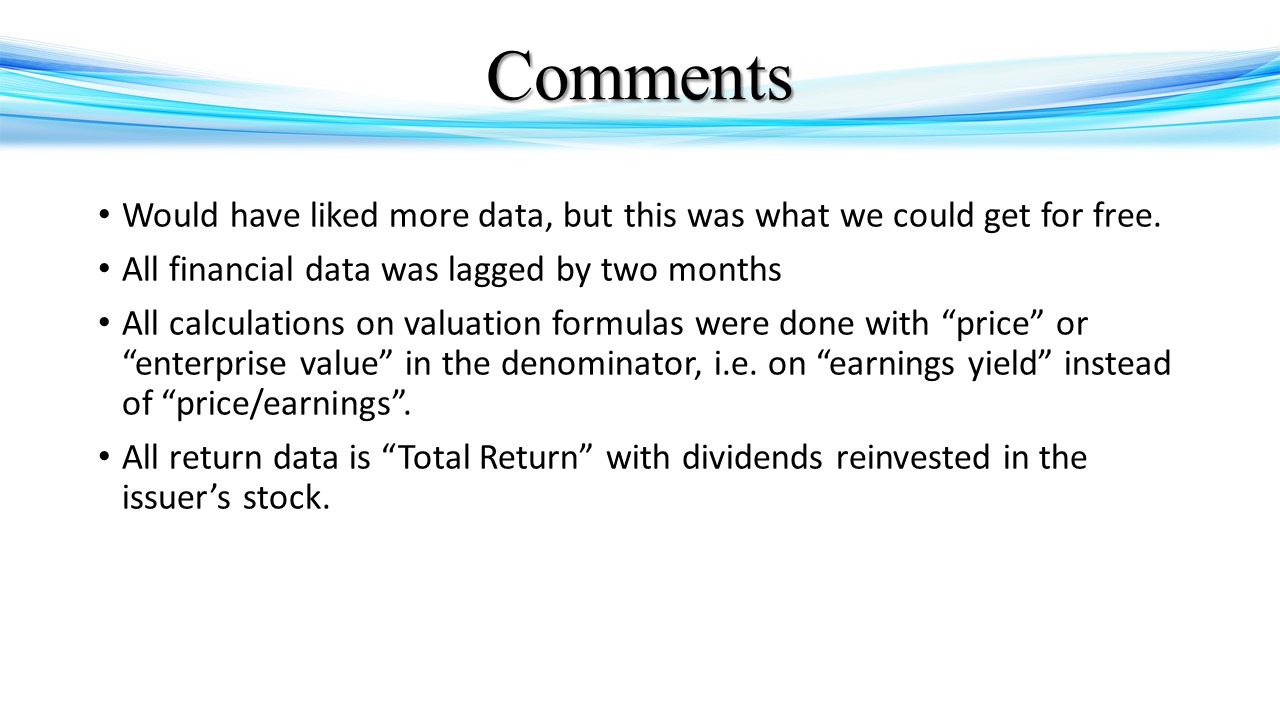 Comments
• Would have liked more data, but this was what we could get for free.
• All financial data was lagged by two months
• All calculations on valuation formulas were done with “price” or
“enterprise value” in the denominator, i.e. on “earnings yield” instead
of “price/earnings”.
• All return data is “Total Return” with dividends reinvested in the
issuer’s stock.